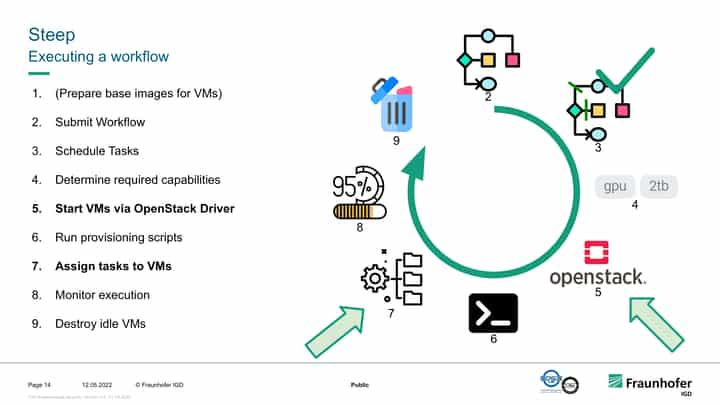 Steep
Executing a workflow
1. (Prepare base images for VMs)
2. Submit Workflow
3. Schedule Tasks
4. Determine required capabilities
5. Start VMs via OpenStack Driver
6. Run provisioning scripts
7. Assign tasks to VMs
8. Monitor execution
9. Destroy idle VMs
2
3
gpu 2tb
4
openstack.
5
6
7
95%
8
9
Page 14 12.05.2022 © Fraunhofer IGD Public
Fraunhofer
IGD